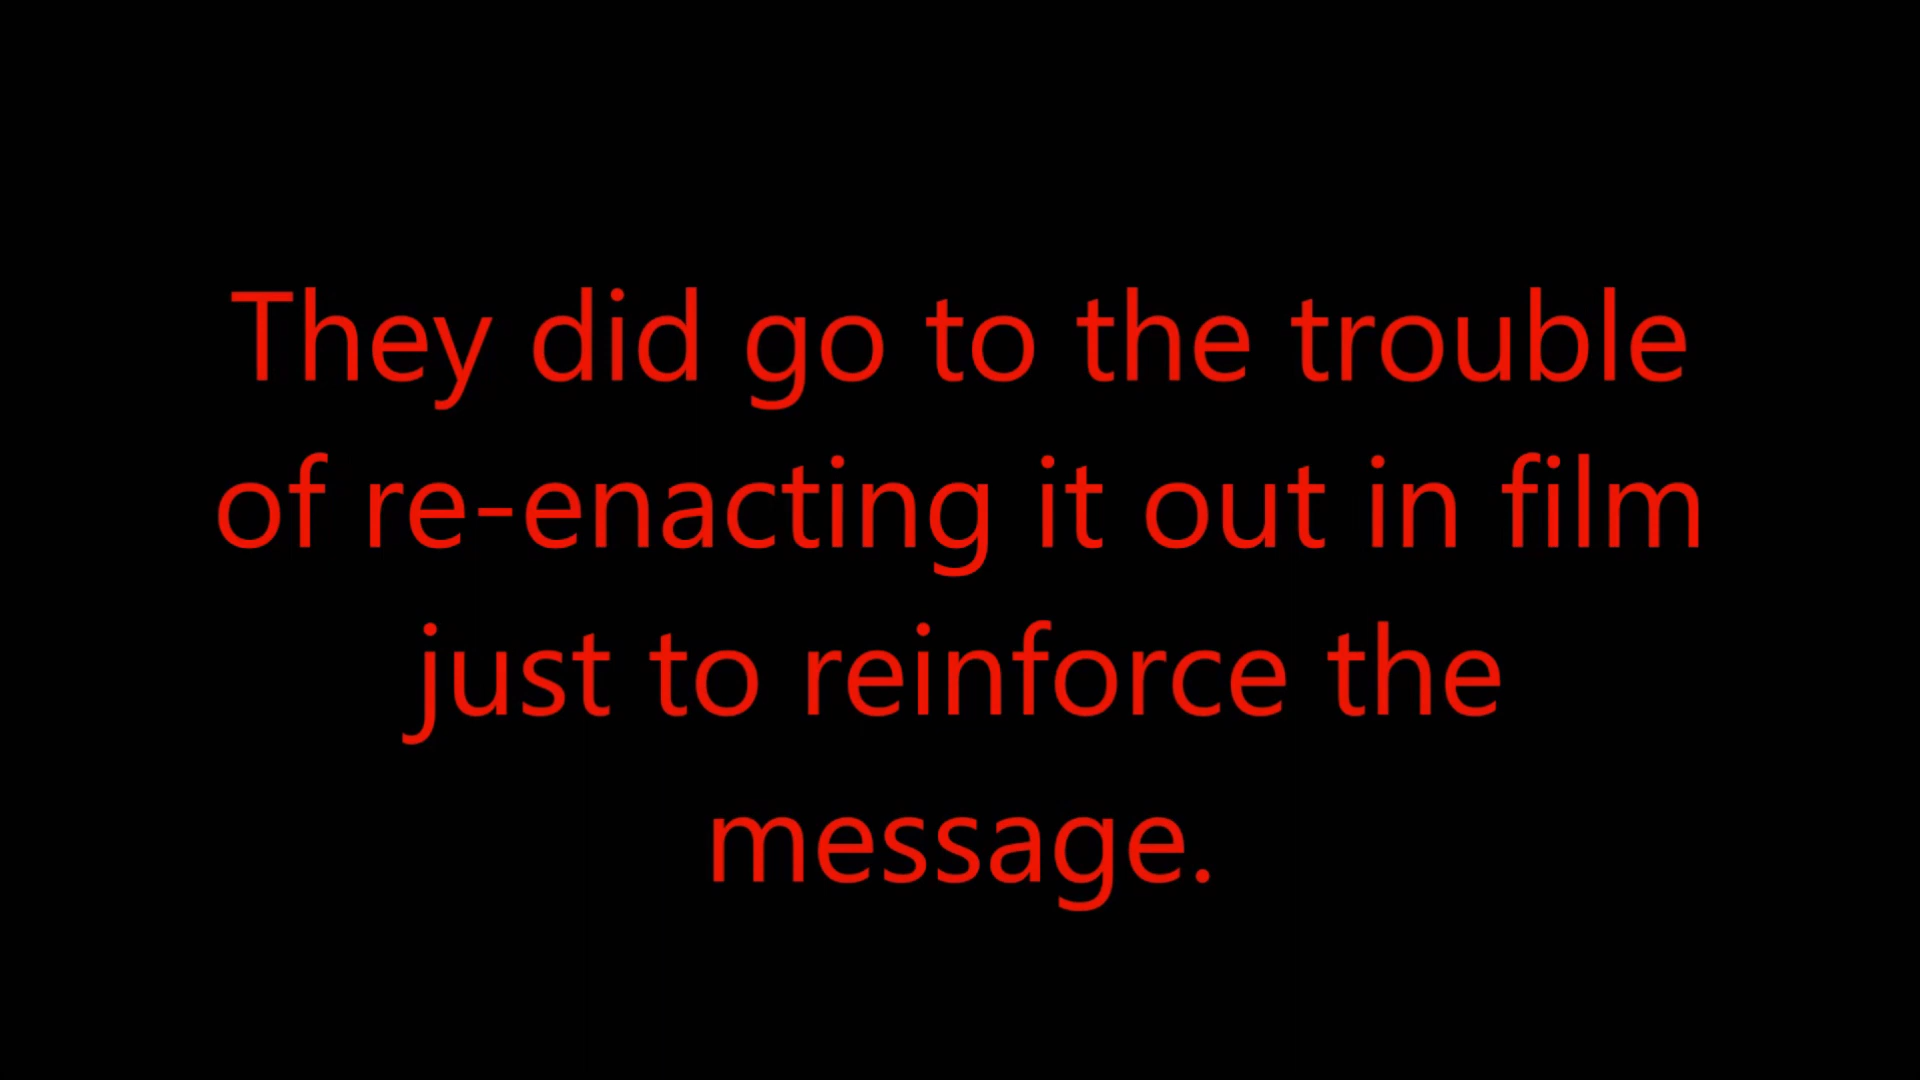 They did go to the trouble
of re-enacting it out in film
just to reinforce the
message.